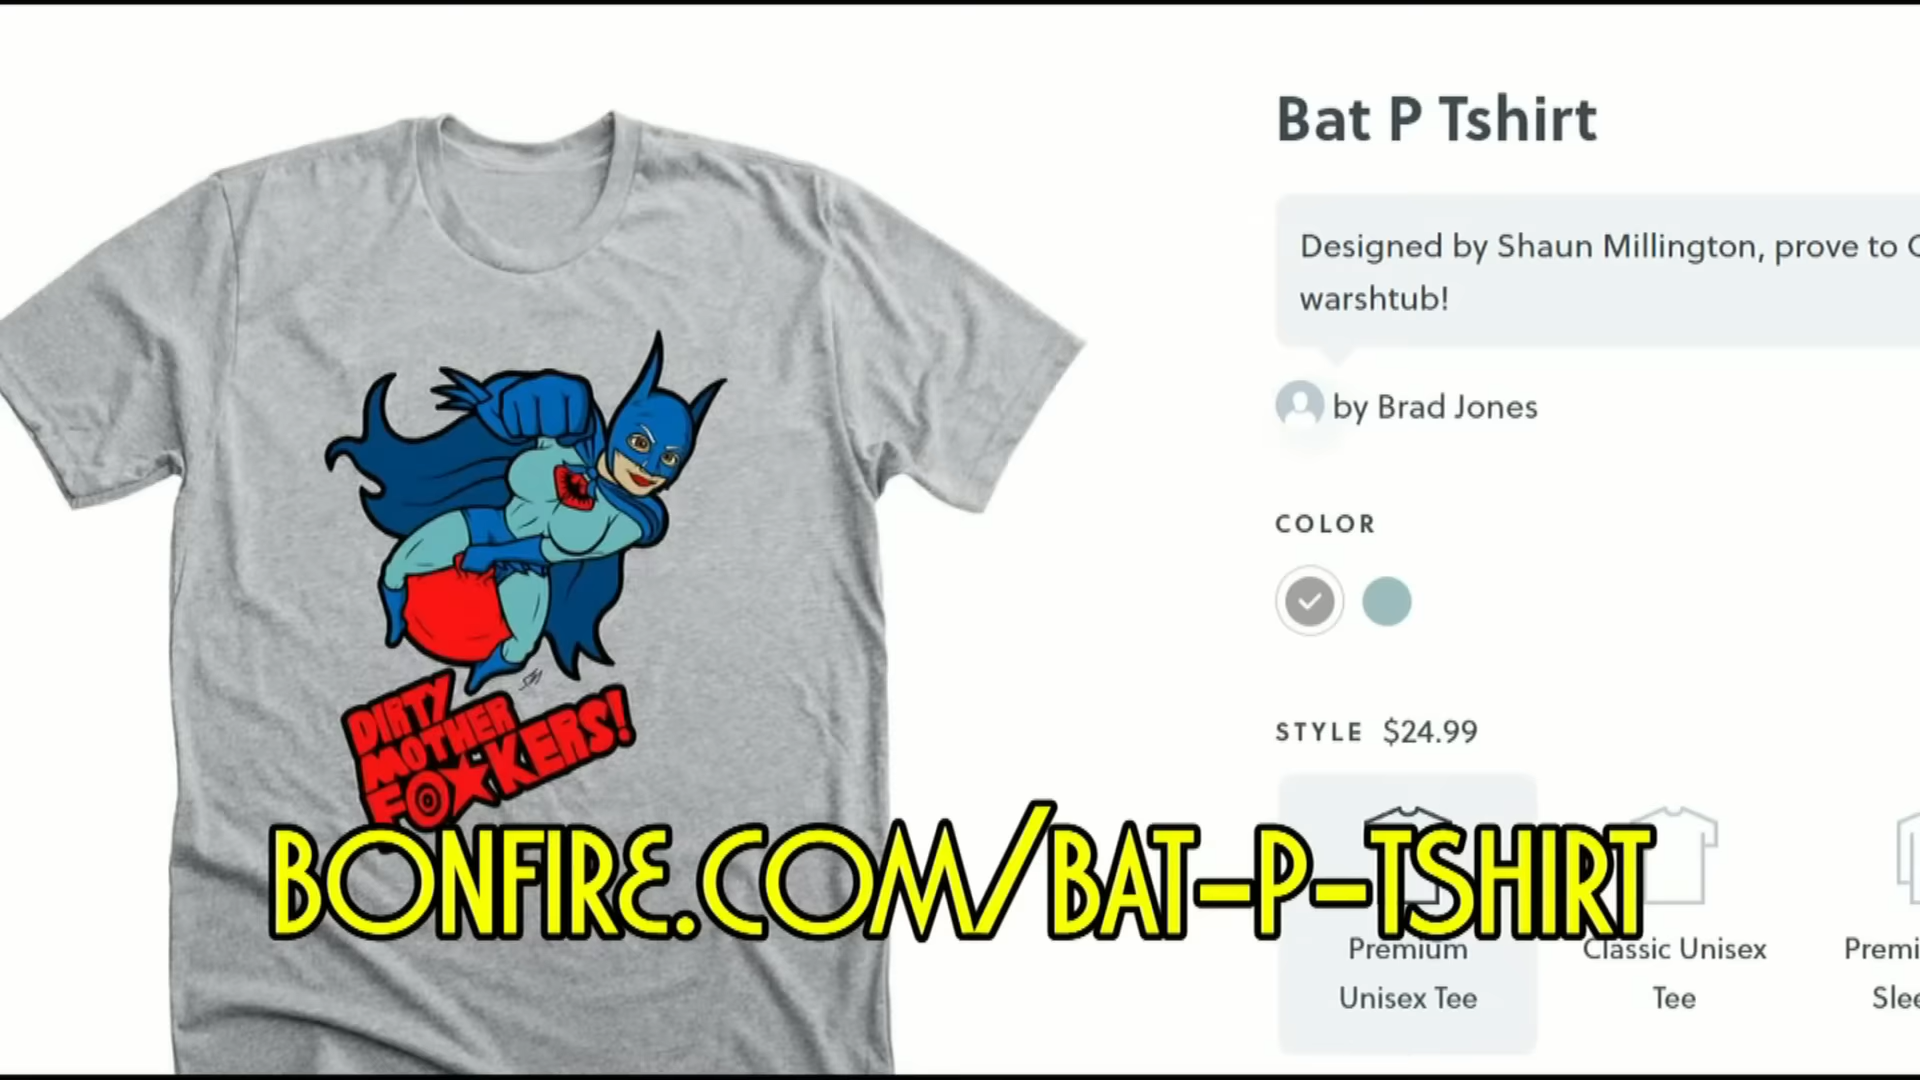 Bat P Tshirt
Designed by Shaun Millington, prove to
warshtub!
by Brad Jones
COLOR
STYLE $24.99
DIRTY
MOTHER
F★KERS!
BONFIRE.COM/BAT-P-TSHIRT
Premium
Unisex Tee
Classic Unisex
Tee